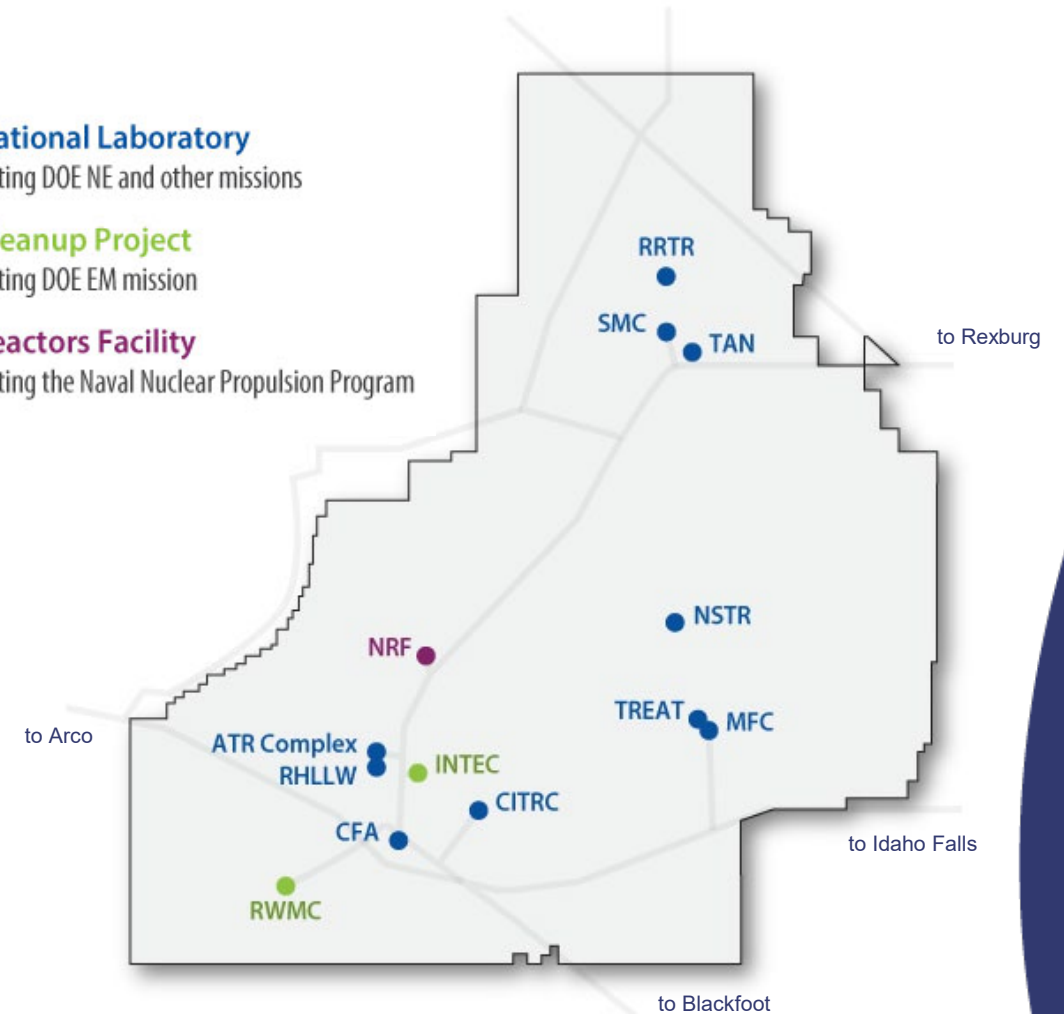 ational Laboratory
ting DOE NE and other missions
eanup Project
ting DOE EM mission
eactors Facility
ting the Naval Nuclear Propulsion Program
RRTR
SMC
TAN
to Rexburg
NSTR
NRF
TREAT
MFC
to Arco
ATR Complex
RHLLW
INTEC
CITRC
CFA
to Idaho Falls
RWMC
to Blackfoot